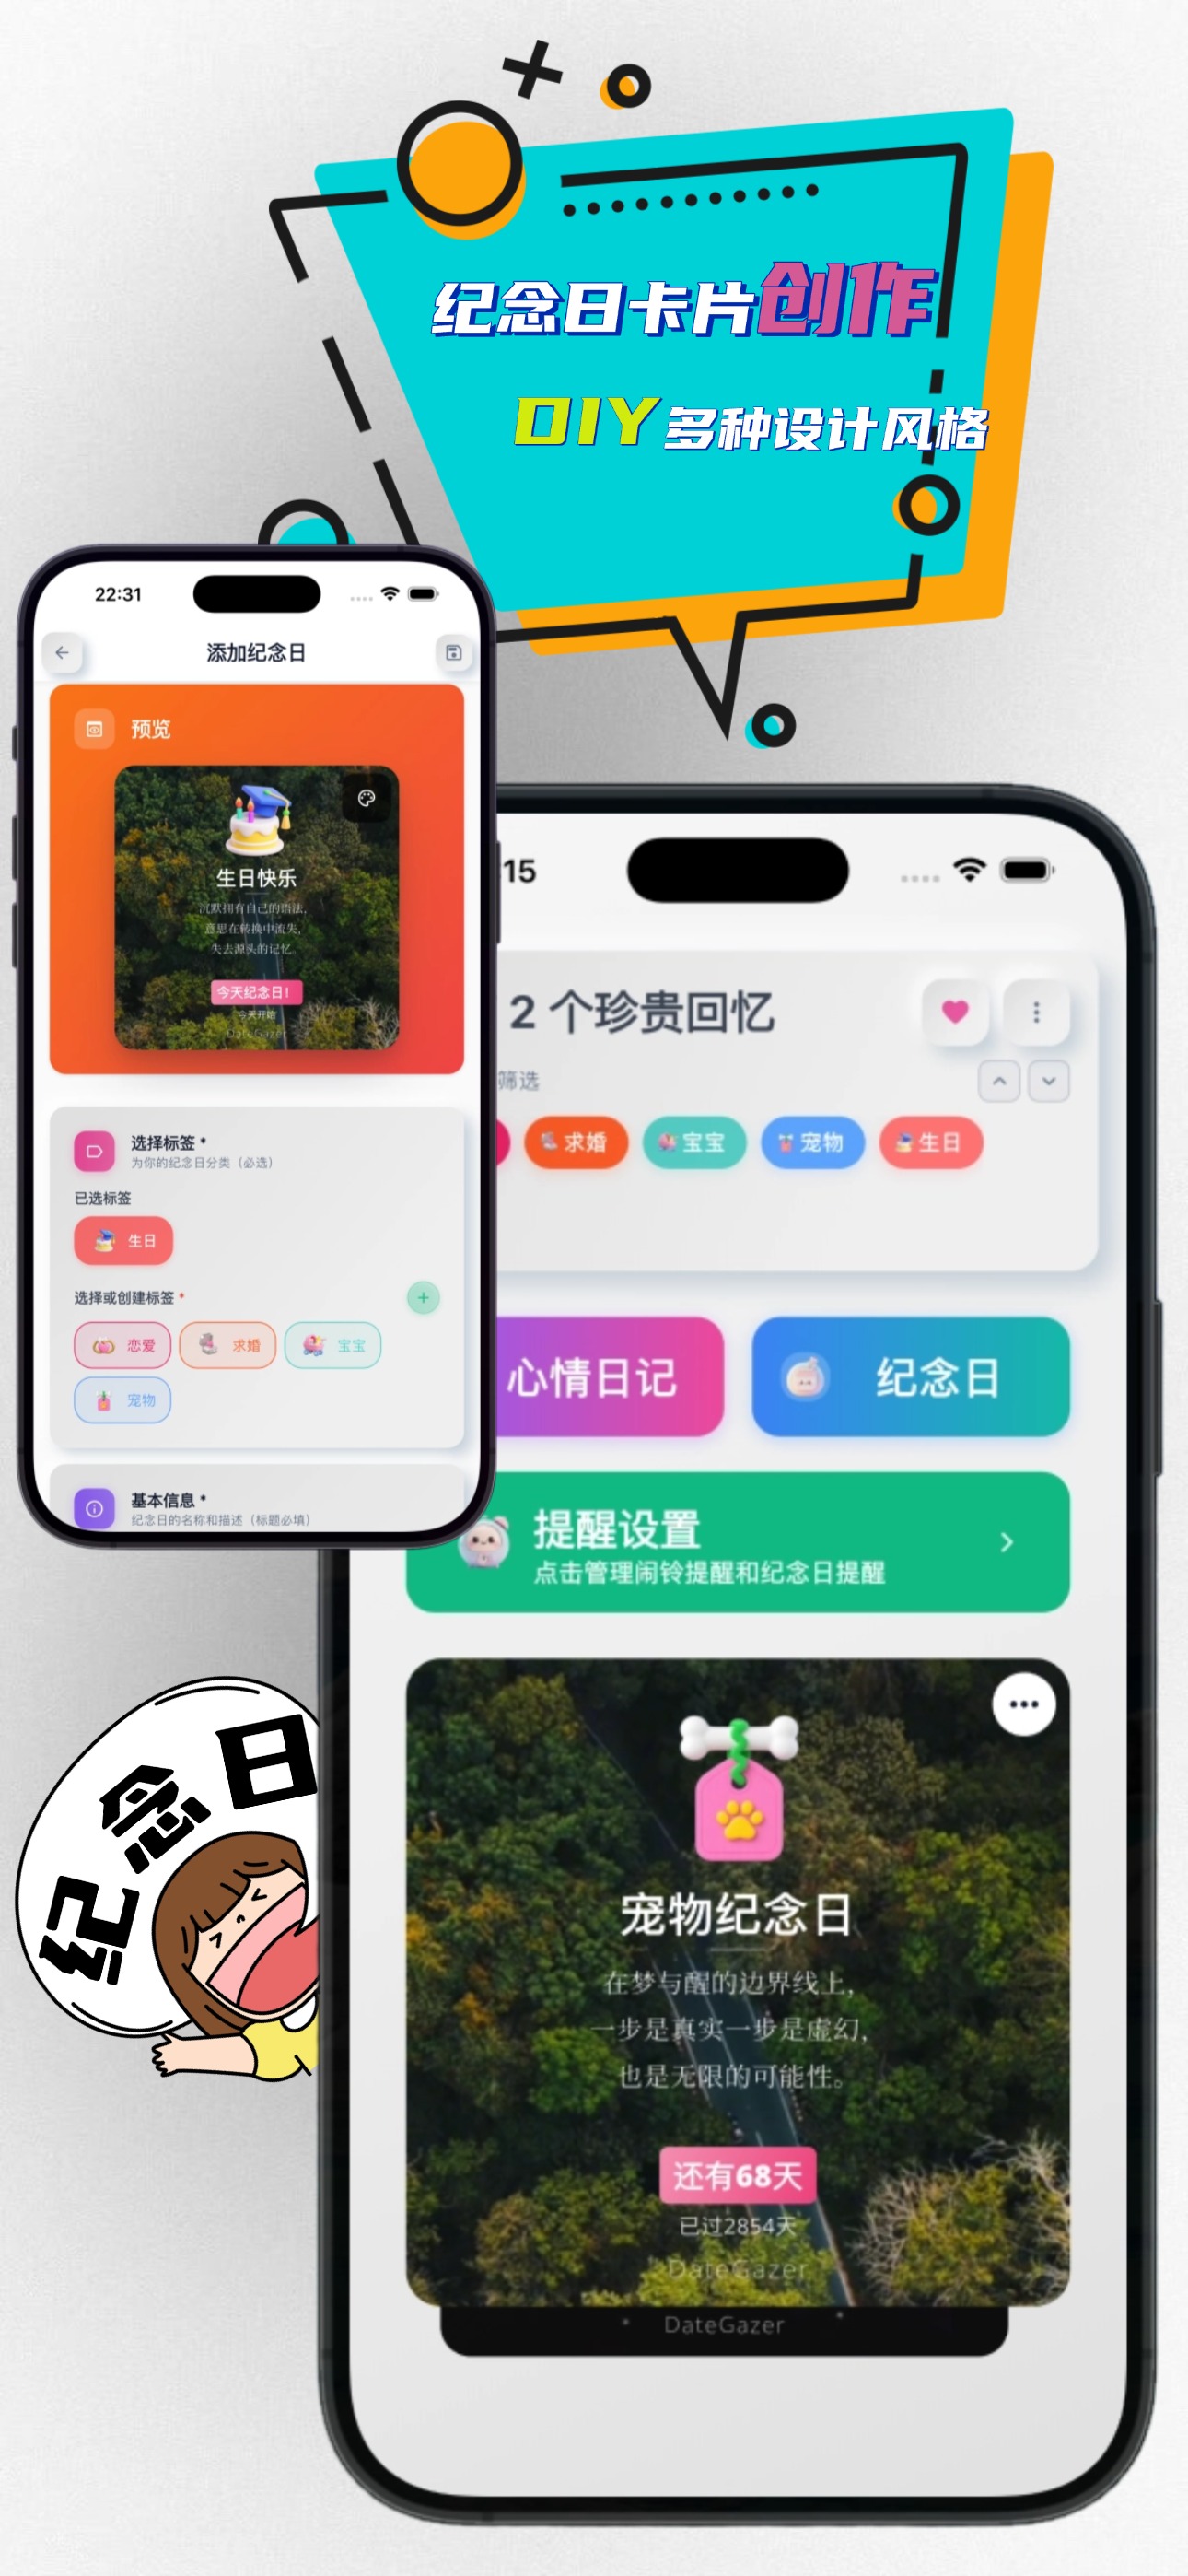 纪念日卡片创作
DIY多种设计风格
22:31
添加纪念日
预览
生日快乐
沉默拥有自己的语法，
意思在转换中流失，
失去源头的记忆。
今天纪念日！
今天开始
DateGazer
选择标签 *
为你的纪念日分类（必选）
已选标签
生日
选择或创建标签 *
恋爱
求婚
宝宝
宠物
基本信息 *
纪念日的名称和描述（标题必填）
15
2 个珍贵回忆
筛选
求婚
宝宝
宠物
生日
心情日记
纪念日
提醒设置
点击管理闹铃提醒和纪念日提醒
宠物纪念日
在梦与醒的边界线上，
一步是真实一步是虚幻，
也是无限的可能性。
还有68天
已过2854天
DateGazer
DateGazer
纪念日